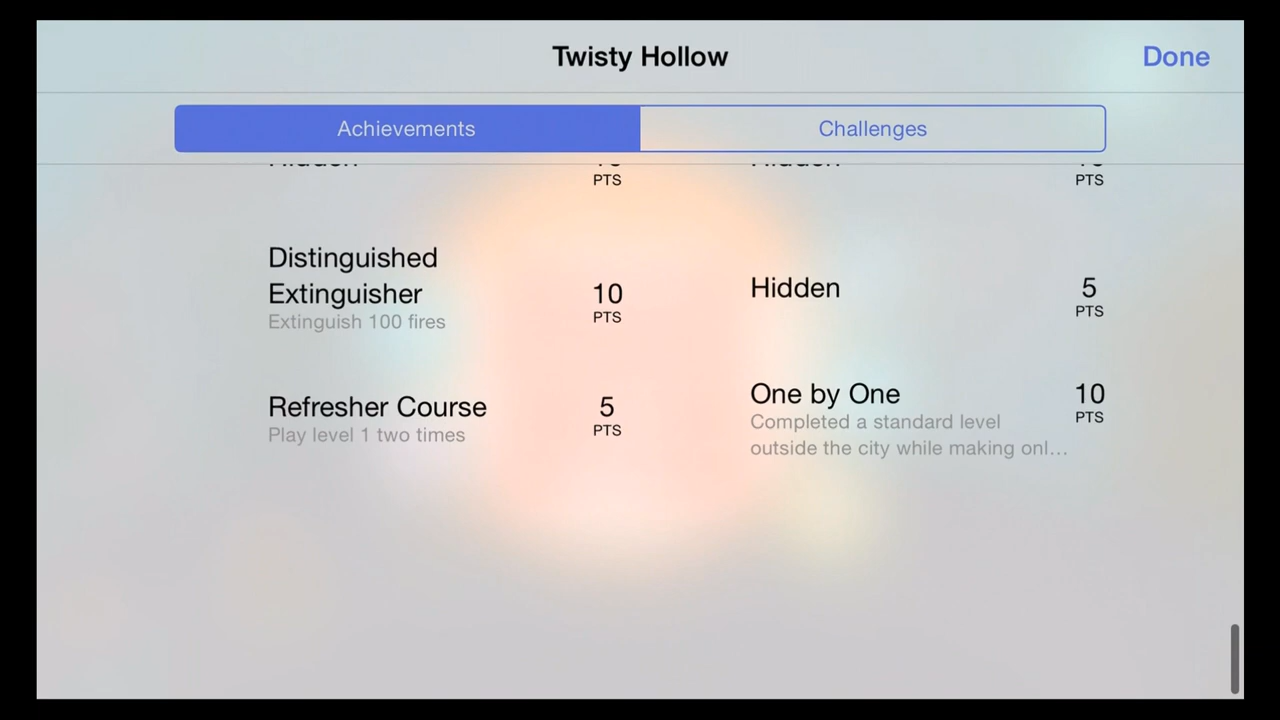 Twisty Hollow
Done
Achievements
Challenges
PTS
PTS
Distinguished
Extinguisher
Extinguish 100 fires
10
PTS
Hidden
5
PTS
Refresher Course
Play level 1 two times
5
PTS
One by One
Completed a standard level
outside the city while making onl...
10
PTS